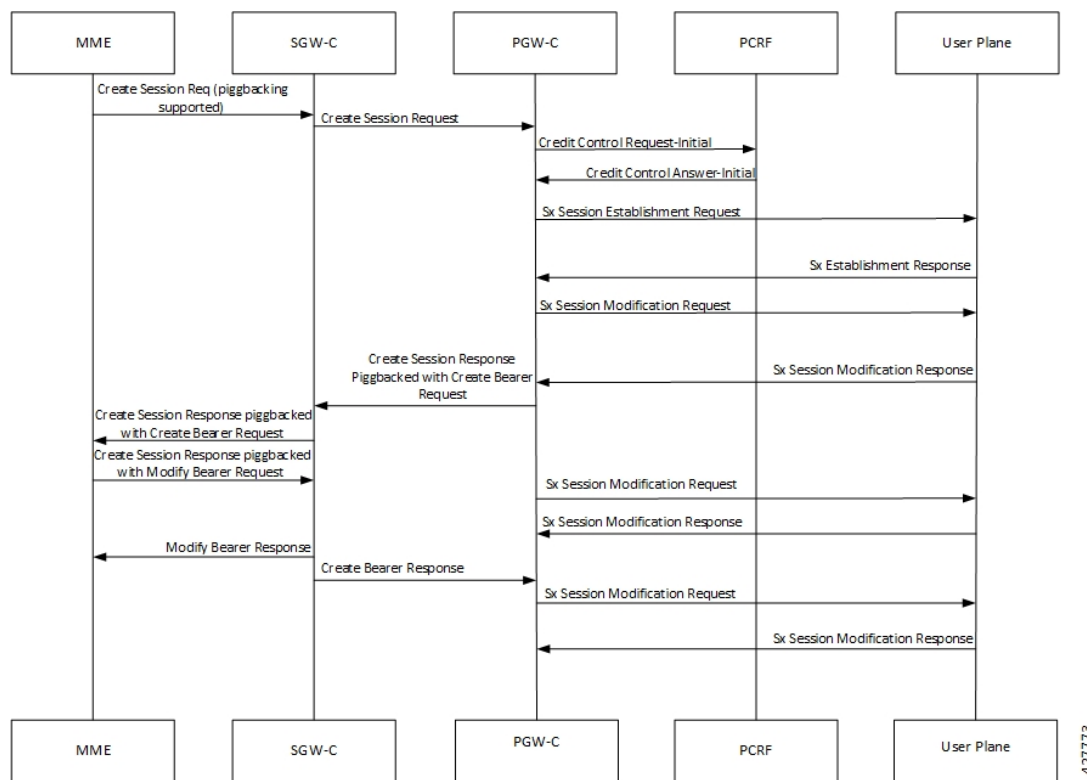 MME
SGW-C
PGW-C
PCRF
User Plane
Create Session Req (piggbacking
supported)
Create Session Request
Credit Control Request-Initial
Credit Control Answer-Initial
Sx Session Establishment Request
Sx Establishment Response
Sx Session Modification Request
Create Session Response
Piggbacked with Create Bearer
Request
Sx Session Modification Response
Create Session Response piggbacked
with Create Bearer Request
Create Session Response piggbacked
with Modify Bearer Request
Sx Session Modification Request
Sx Session Modification Response
Modify Bearer Response
Create Bearer Response
Sx Session Modification Request
Sx Session Modification Response
MME
SGW-C
PGW-C
PCRF
User Plane
427773